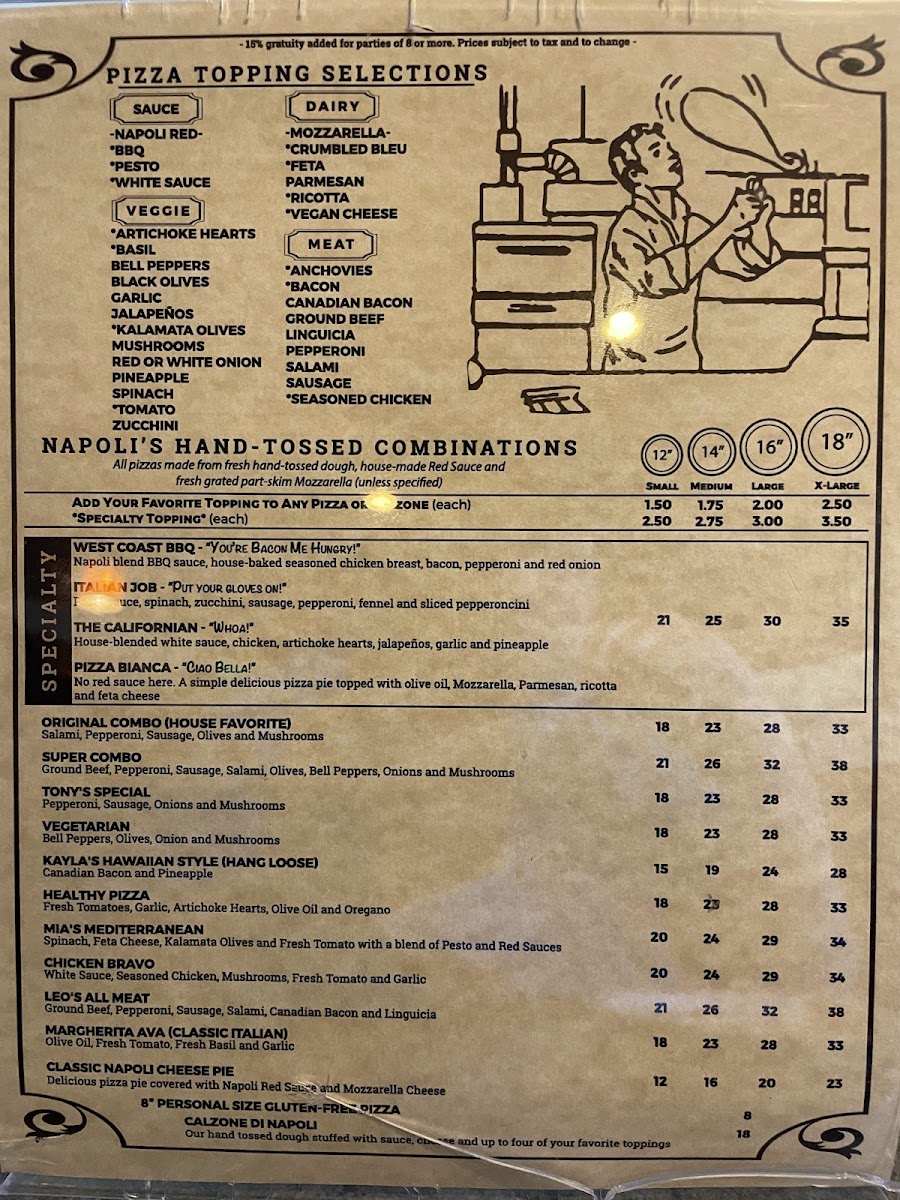 - 15% gratuity added for parties of 8 or more. Prices subject to tax and to change -
PIZZA TOPPING SELECTIONS
SAUCE
-NAPOLI RED-
*BBQ
*PESTO
*WHITE SAUCE
VEGGIE
*ARTICHOKE HEARTS
*BASIL
BELL PEPPERS
BLACK OLIVES
GARLIC
JALAPEÑOS
*KALAMATA OLIVES
MUSHROOMS
RED OR WHITE ONION
PINEAPPLE
SPINACH
*TOMATO
ZUCCHINI
DAIRY
-MOZZARELLA-
*CRUMBLED BLEU
*FETA
PARMESAN
*RICOTTA
*VEGAN CHEESE
MEAT
*ANCHOVIES
*BACON
CANADIAN BACON
GROUND BEEF
LINGUICIA
PEPPERONI
SALAMI
SAUSAGE
*SEASONED CHICKEN
NAPOLI'S HAND-TOSSED COMBINATIONS
All pizzas made from fresh hand-tossed dough, house-made Red Sauce and
fresh grated part-skim Mozzarella (unless specified)
12" 14" 16" 18"
SMALL MEDIUM LARGE X-LARGE
ADD YOUR FAVORITE TOPPING TO ANY PIZZA OR ZONE (each) 1.50 1.75 2.00 2.50
*SPECIALTY TOPPING* (each) 2.50 2.75 3.00 3.50
SPECIALTY
WEST COAST BBQ - "YOU'RE BACON ME HUNGRY!"
Napoli blend BBQ sauce, house-baked seasoned chicken breast, bacon, pepperoni and red onion
ITALIAN JOB - "PUT YOUR GLOVES ON!"
spinach, zucchini, sausage, pepperoni, fennel and sliced pepperoncini
21 25 30 35
THE CALIFORNIAN - "WHOA!"
House-blended white sauce, chicken, artichoke hearts, jalapeños, garlic and pineapple
PIZZA BIANCA - "CIAO BELLA!"
No red sauce here. A simple delicious pizza pie topped with olive oil, Mozzarella, Parmesan, ricotta
and feta cheese
ORIGINAL COMBO (HOUSE FAVORITE) 18 23 28 33
Salami, Pepperoni, Sausage, Olives and Mushrooms
SUPER COMBO 21 26 32 38
Ground Beef, Pepperoni, Sausage, Salami, Olives, Bell Peppers, Onions and Mushrooms
TONY'S SPECIAL 18 23 28 33
Pepperoni, Sausage, Onions and Mushrooms
VEGETARIAN 18 23 28 33
Bell Peppers, Olives, Onion and Mushrooms
KAYLA'S HAWAIIAN STYLE (HANG LOOSE) 15 19 24 28
Canadian Bacon and Pineapple
HEALTHY PIZZA 18 23 28 33
Fresh Tomatoes, Garlic, Artichoke Hearts, Olive Oil and Oregano
MIA'S MEDITERRANEAN 20 24 29 34
Spinach, Feta Cheese, Kalamata Olives and Fresh Tomato with a blend of Pesto and Red Sauces
CHICKEN BRAVO 20 24 29 34
White Sauce, Seasoned Chicken, Mushrooms, Fresh Tomato and Garlic
LEO'S ALL MEAT 21 26 32 38
Ground Beef, Pepperoni, Sausage, Salami, Canadian Bacon and Linguicia
MARGHERITA AVA (CLASSIC ITALIAN) 18 23 28 33
Olive Oil, Fresh Tomato, Fresh Basil and Garlic
CLASSIC NAPOLI CHEESE PIE 12 16 20 23
Delicious pizza pie covered with Napoli Red Sauce and Mozzarella Cheese
8" PERSONAL SIZE GLUTEN-FREE PIZZA 8
CALZONE DI NAPOLI 18
Our hand tossed dough stuffed with sauce, cheese and up to four of your favorite toppings